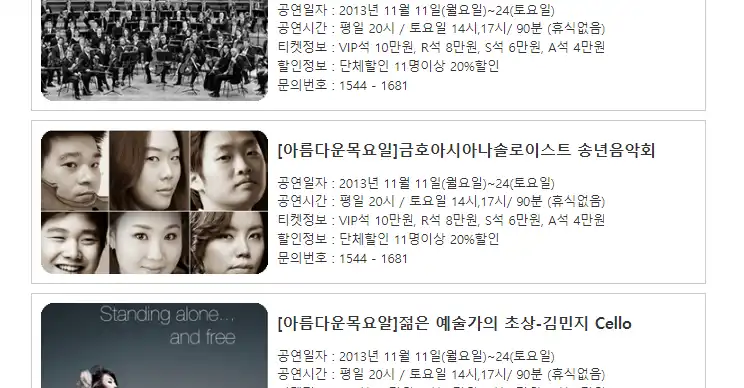 공연일자 : 2013년 11월 11일(월요일)~24(토요일)
공연시간 : 평일 20시 / 토요일 14시,17시/ 90분 (휴식없음)
티켓정보 : VIP석 10만원, R석 8만원, S석 6만원, A석 4만원
할인정보 : 단체할인 11명이상 20%할인
문의번호 : 1544 - 1681
[아름다운목요일]금호아시아나솔로이스트 송년음악회
공연일자 : 2013년 11월 11일(월요일)~24(토요일)
공연시간 : 평일 20시 / 토요일 14시,17시/ 90분 (휴식없음)
티켓정보 : VIP석 10만원, R석 8만원, S석 6만원, A석 4만원
할인정보 : 단체할인 11명이상 20%할인
문의번호 : 1544 - 1681
Standing alone...
and free
[아름다운목요알]젊은 예술가의 초상-김민지 Cello
공연일자 : 2013년 11월 11일(월요일)~24(토요일)
공연시간 : 평일 20시 / 토요일 14시,17시/ 90분 (휴식없음)